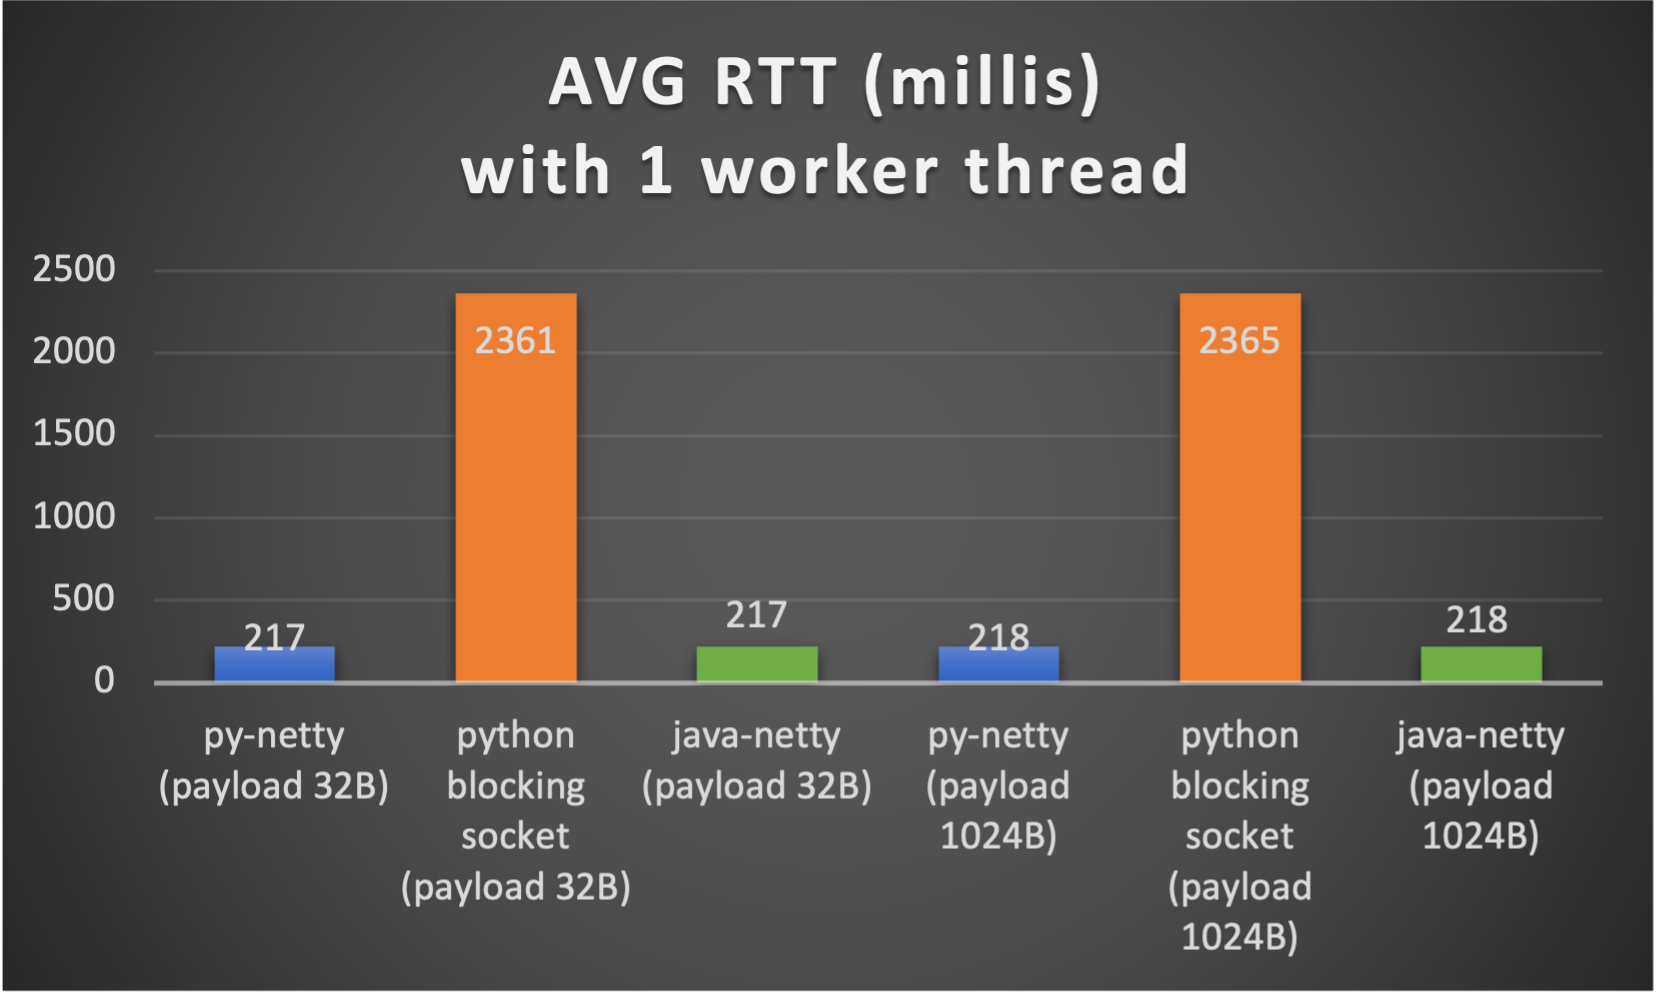 AVG RTT (millis)
with 1 worker thread
2500
2000
1500
1000
500
0
217
2361
217
218
2365
218
py-netty
(payload 32B)
python
blocking
socket
(payload 32B)
java-netty
(payload 32B)
py-netty
(payload
1024B)
python
blocking
socket
(payload
1024B)
java-netty
(payload
1024B)